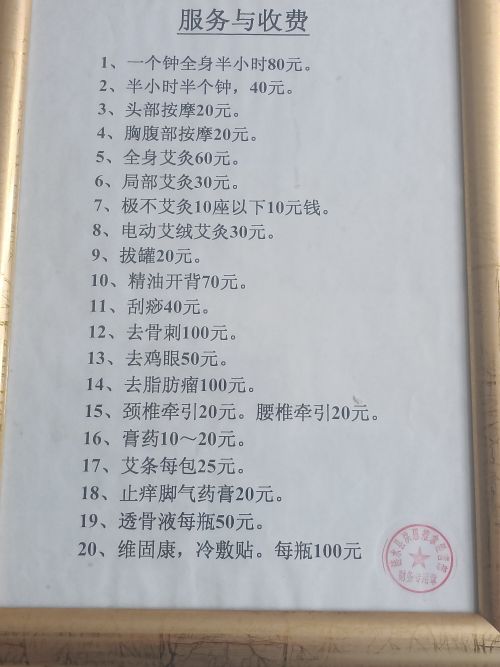 服务与收费
1、一个钟全身半小时80元。
2、半小时半个钟，40元。
3、头部按摩20元。
4、胸腹部按摩20元。
5、全身艾灸60元。
6、局部艾灸30元。
7、极不艾灸10座以下10元钱。
8、电动艾绒艾灸30元。
9、拔罐20元。
10、精油开背70元。
11、刮痧40元。
12、去骨刺100元。
13、去鸡眼50元。
14、去脂肪瘤100元。
15、颈椎牵引20元。腰椎牵引20元。
16、膏药10～20元。
17、艾条每包25元。
18、止痒脚气药膏20元。
19、透骨液每瓶50元。
20、维固康，冷敷贴。每瓶100元